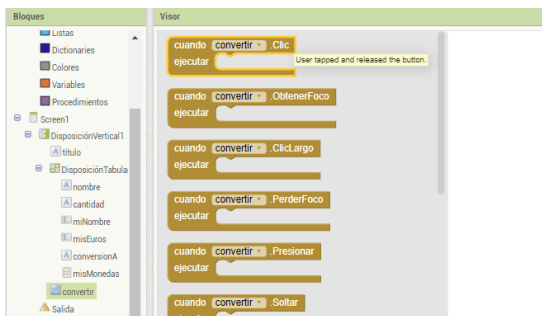 Bloques
Visor
Listas
Dictionaries
Colores
Variables
Procedimientos
Screen1
DisposiciónVertical1
título
DisposiciónTabula
nombre
cantidad
miNombre
misEuros
conversionA
misMonedas
convertir
Salida
cuando convertir .Clic
ejecutar
User tapped and released the button.
cuando convertir .ObtenerFoco
ejecutar
cuando convertir .ClicLargo
ejecutar
cuando convertir .PerderFoco
ejecutar
cuando convertir .Presionar
ejecutar
cuando convertir .Soltar